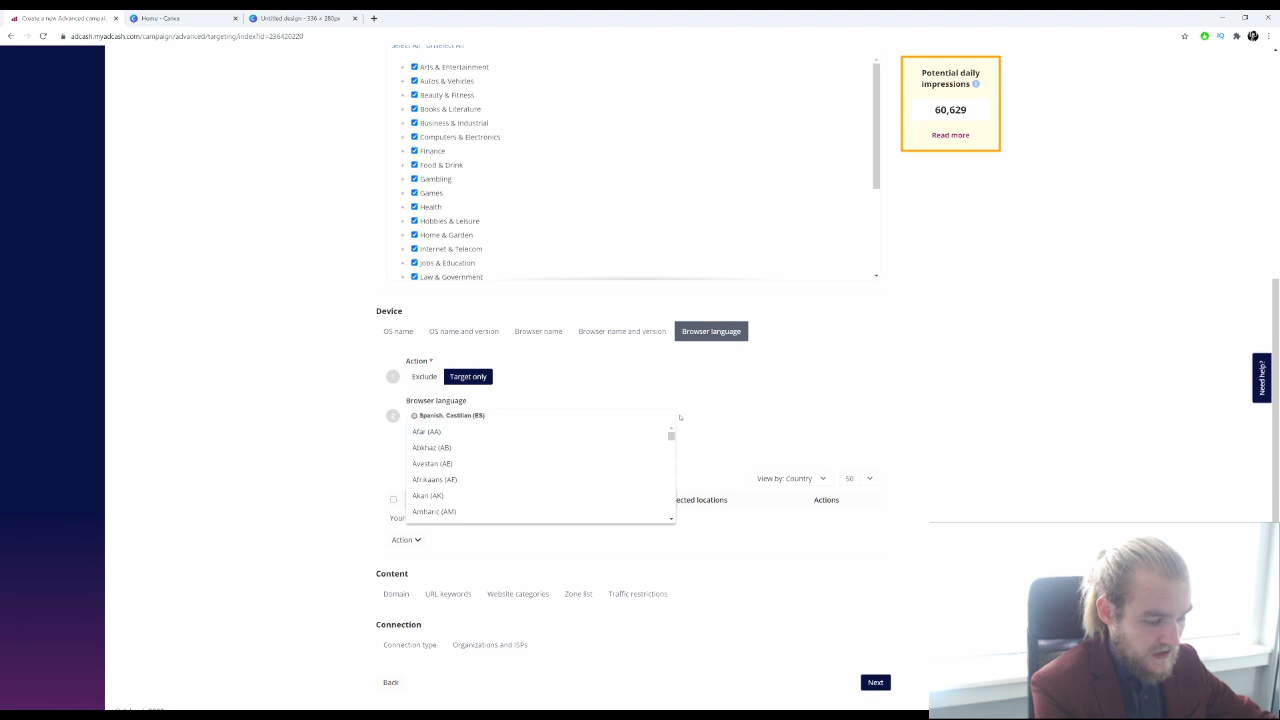 Create a new Advanced campai
Home - Canva
Untitled design - 336 × 280px
adcash.myadcash.com/campaign/advanced/targeting/index?id=236420220
Select All Unselect All
Arts & Entertainment
Autos & Vehicles
Beauty & Fitness
Books & Literature
Business & Industrial
Computers & Electronics
Finance
Food & Drink
Gambling
Games
Health
Hobbies & Leisure
Home & Garden
Internet & Telecom
Jobs & Education
Law & Government
Potential daily
impressions
60,629
Read more
Device
OS name OS name and version Browser name Browser name and version Browser language
Action *
Exclude Target only
Browser language
2
Spanish, Castilian (ES)
Afar (AA)
Abkhaz (AB)
Avestan (AE)
Afrikaans (AF)
Akan (AK)
Amharic (AM)
View by: Country 50
ected locations Actions
Your
Action
Content
Domain URL keywords Website categories Zone list Traffic restrictions
Connection
Connection type Organizations and ISPs
Back Next
Need help?